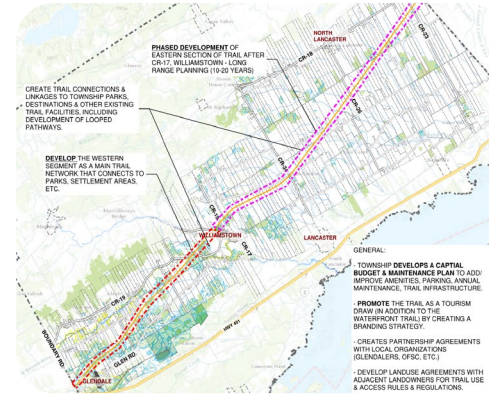 NORTH
LANCASTER
PHASED DEVELOPMENT OF
EASTERN SECTION OF TRAIL AFTER
CR-17, WILLIAMSTOWN - LONG
RANGE PLANNING (10-20 YEARS)
CR-18
CR-23
CR-26
CREATE TRAIL CONNECTIONS &
LINKAGES TO TOWNSHIP PARKS,
DESTINATIONS & OTHER EXISTING
TRAIL FACILITIES, INCLUDING
DEVELOPMENT OF LOOPED
PATHWAYS.
DEVELOP THE WESTERN
SEGMENT AS A MAIN TRAIL
NETWORK THAT CONNECTS TO
PARKS, SETTLEMENT AREAS,
ETC.
WILLIAMSTOWN
LANCASTER
CR-17
CR-19
HWY 401
GLEN RD.
BOUNDARY RD.
GLENDALE
GENERAL:
- TOWNSHIP DEVELOPS A CAPTIAL
BUDGET & MAINTENANCE PLAN TO ADD/
IMPROVE AMENITIES, PARKING, ANNUAL
MAINTENANCE, TRAIL INFRASTRUCTURE.
- PROMOTE THE TRAIL AS A TOURISM
DRAW (IN ADDITION TO THE
WATERFRONT TRAIL) BY CREATING A
BRANDING STRATEGY.
- CREATES PARTNERSHIP AGREEMENTS
WITH LOCAL ORGANIZATIONS
(GLENDALERS, OFSC, ETC.)
- DEVELOP LANDUSE AGREEMENTS WITH
ADJACENT LANDOWNERS FOR TRAIL USE
& ACCESS RULES & REGULATIONS.